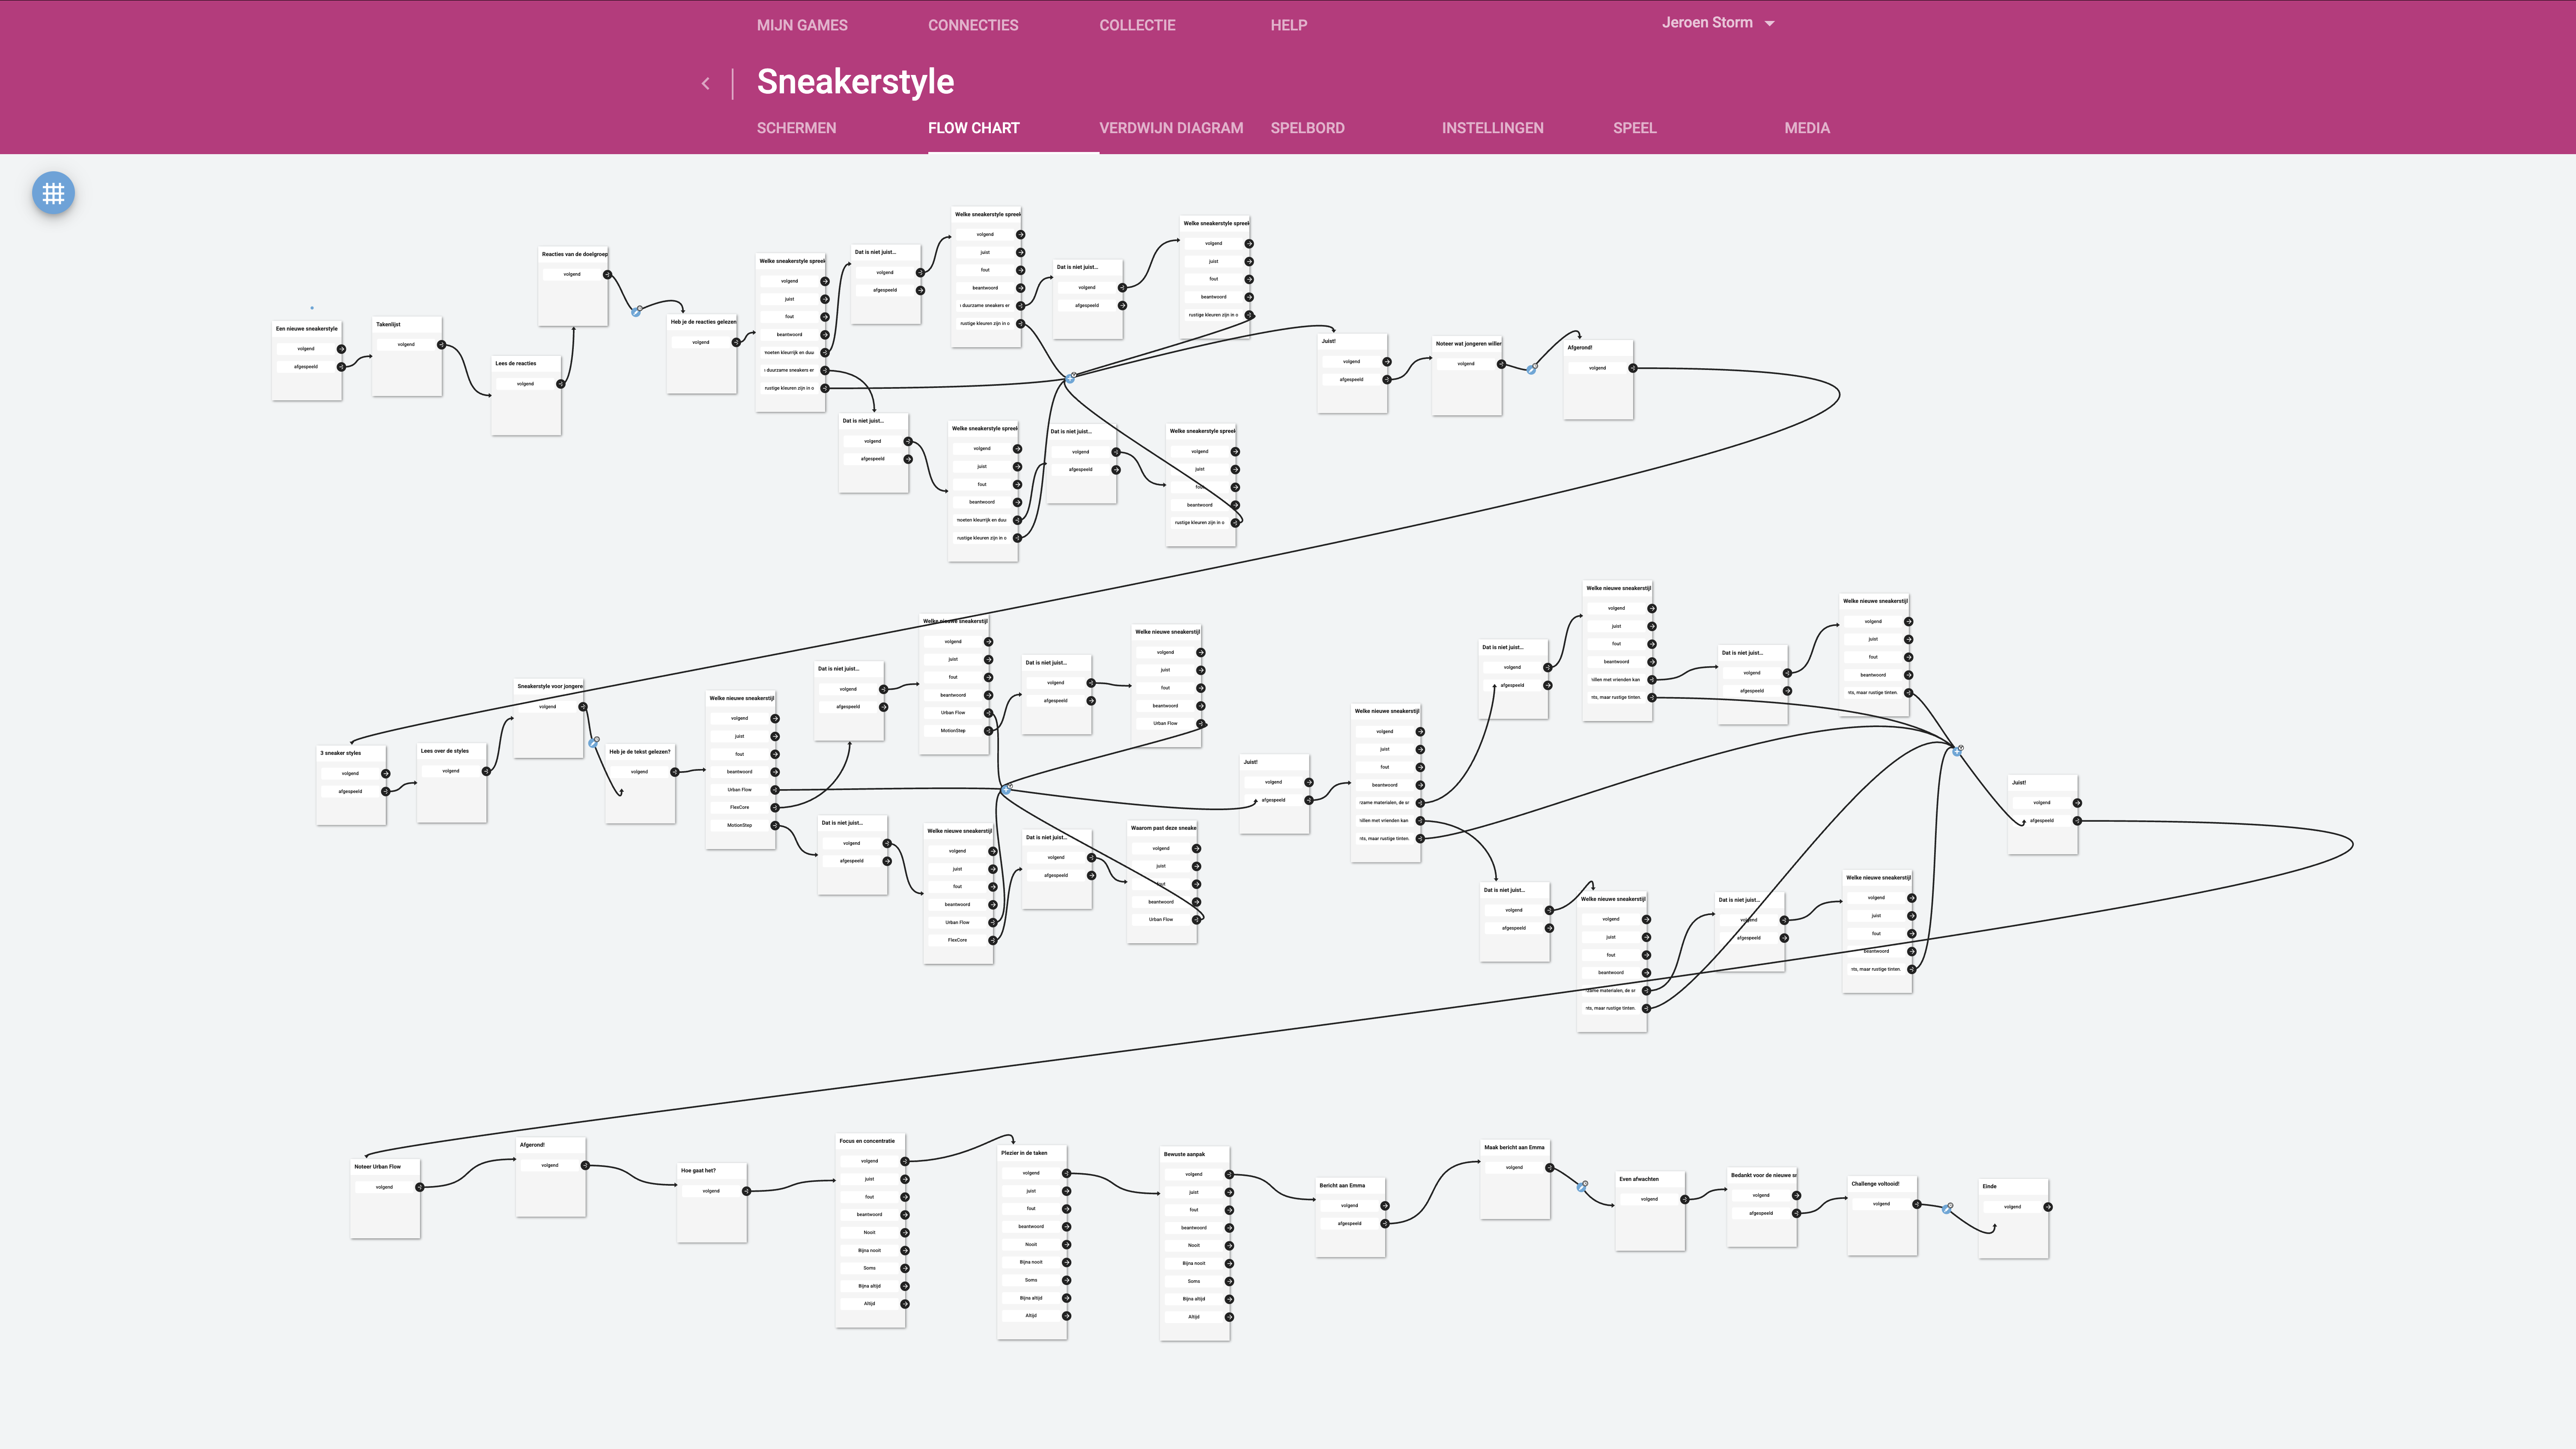 MIJN GAMES
CONNECTIES
COLLECTIE
HELP
Jeroen Storm
Sneakerstyle
SCHERMEN
FLOW CHART
VERDWIJN DIAGRAM
SPELBORD
INSTELLINGEN
SPEEL
MEDIA
Een nieuwe sneakerstyle
volgend
afgespeeld
Takenlijst
volgend
Lees de reacties
volgend
Reacties van de doelgroep
volgend
Heb je de reacties gelezen
volgend
Welke sneakerstyle spreek
volgend
juist
fout
beantwoord
moeten kleurrijk en duu
duurzame sneakers er
rustige kleuren zijn in o
Dat is niet juist...
volgend
afgespeeld
Welke sneakerstyle spreek
volgend
juist
fout
beantwoord
duurzame sneakers er
rustige kleuren zijn in o
Dat is niet juist...
volgend
afgespeeld
Welke sneakerstyle spreek
volgend
juist
fout
beantwoord
rustige kleuren zijn in o
Dat is niet juist...
volgend
afgespeeld
Welke sneakerstyle spreek
volgend
juist
fout
beantwoord
moeten kleurrijk en duu
rustige kleuren zijn in o
Dat is niet juist...
volgend
afgespeeld
Welke sneakerstyle spreek
volgend
juist
fout
beantwoord
rustige kleuren zijn in o
Juist!
volgend
afgespeeld
Noteer wat jongeren willen
volgend
Afgerond!
volgend
3 sneaker styles
volgend
afgespeeld
Lees over de styles
volgend
Sneakerstyle voor jongere
volgend
Heb je de tekst gelezen?
volgend
Welke nieuwe sneakerstijl
volgend
juist
fout
beantwoord
Urban Flow
FlexCore
MotionStep
Dat is niet juist...
volgend
afgespeeld
Welke nieuwe sneakerstijl
volgend
juist
fout
beantwoord
Urban Flow
MotionStep
Dat is niet juist...
volgend
afgespeeld
Welke nieuwe sneakerstijl
volgend
juist
fout
beantwoord
Urban Flow
Dat is niet juist...
volgend
afgespeeld
Welke nieuwe sneakerstijl
volgend
juist
fout
beantwoord
Urban Flow
FlexCore
Dat is niet juist...
volgend
afgespeeld
Waarom past deze sneake
volgend
juist
fout
beantwoord
Urban Flow
Juist!
volgend
afgespeeld
Welke nieuwe sneakerstijl
volgend
juist
fout
beantwoord
zame materialen, de sr
illen met vrienden kan
nts, maar rustige tinten.
Dat is niet juist...
volgend
afgespeeld
Welke nieuwe sneakerstijl
volgend
juist
fout
beantwoord
illen met vrienden kan
nts, maar rustige tinten.
Dat is niet juist...
volgend
afgespeeld
Welke nieuwe sneakerstijl
volgend
juist
fout
beantwoord
nts, maar rustige tinten.
Dat is niet juist...
volgend
afgespeeld
Welke nieuwe sneakerstijl
volgend
juist
fout
beantwoord
zame materialen, de sr
nts, maar rustige tinten.
Dat is niet juist...
volgend
afgespeeld
Welke nieuwe sneakerstijl
volgend
juist
fout
beantwoord
nts, maar rustige tinten.
Juist!
volgend
afgespeeld
Noteer Urban Flow
volgend
Afgerond!
volgend
Hoe gaat het?
volgend
Focus en concentratie
volgend
juist
fout
beantwoord
Nooit
Bijna nooit
Soms
Bijna altijd
Altijd
Plezier in de taken
volgend
juist
fout
beantwoord
Nooit
Bijna nooit
Soms
Bijna altijd
Altijd
Bewuste aanpak
volgend
juist
fout
beantwoord
Nooit
Bijna nooit
Soms
Bijna altijd
Altijd
Bericht aan Emma
volgend
afgespeeld
Maak bericht aan Emma
volgend
Even afwachten
volgend
Bedankt voor de nieuwe sr
volgend
afgespeeld
Challenge voltooid!
volgend
Einde
volgend